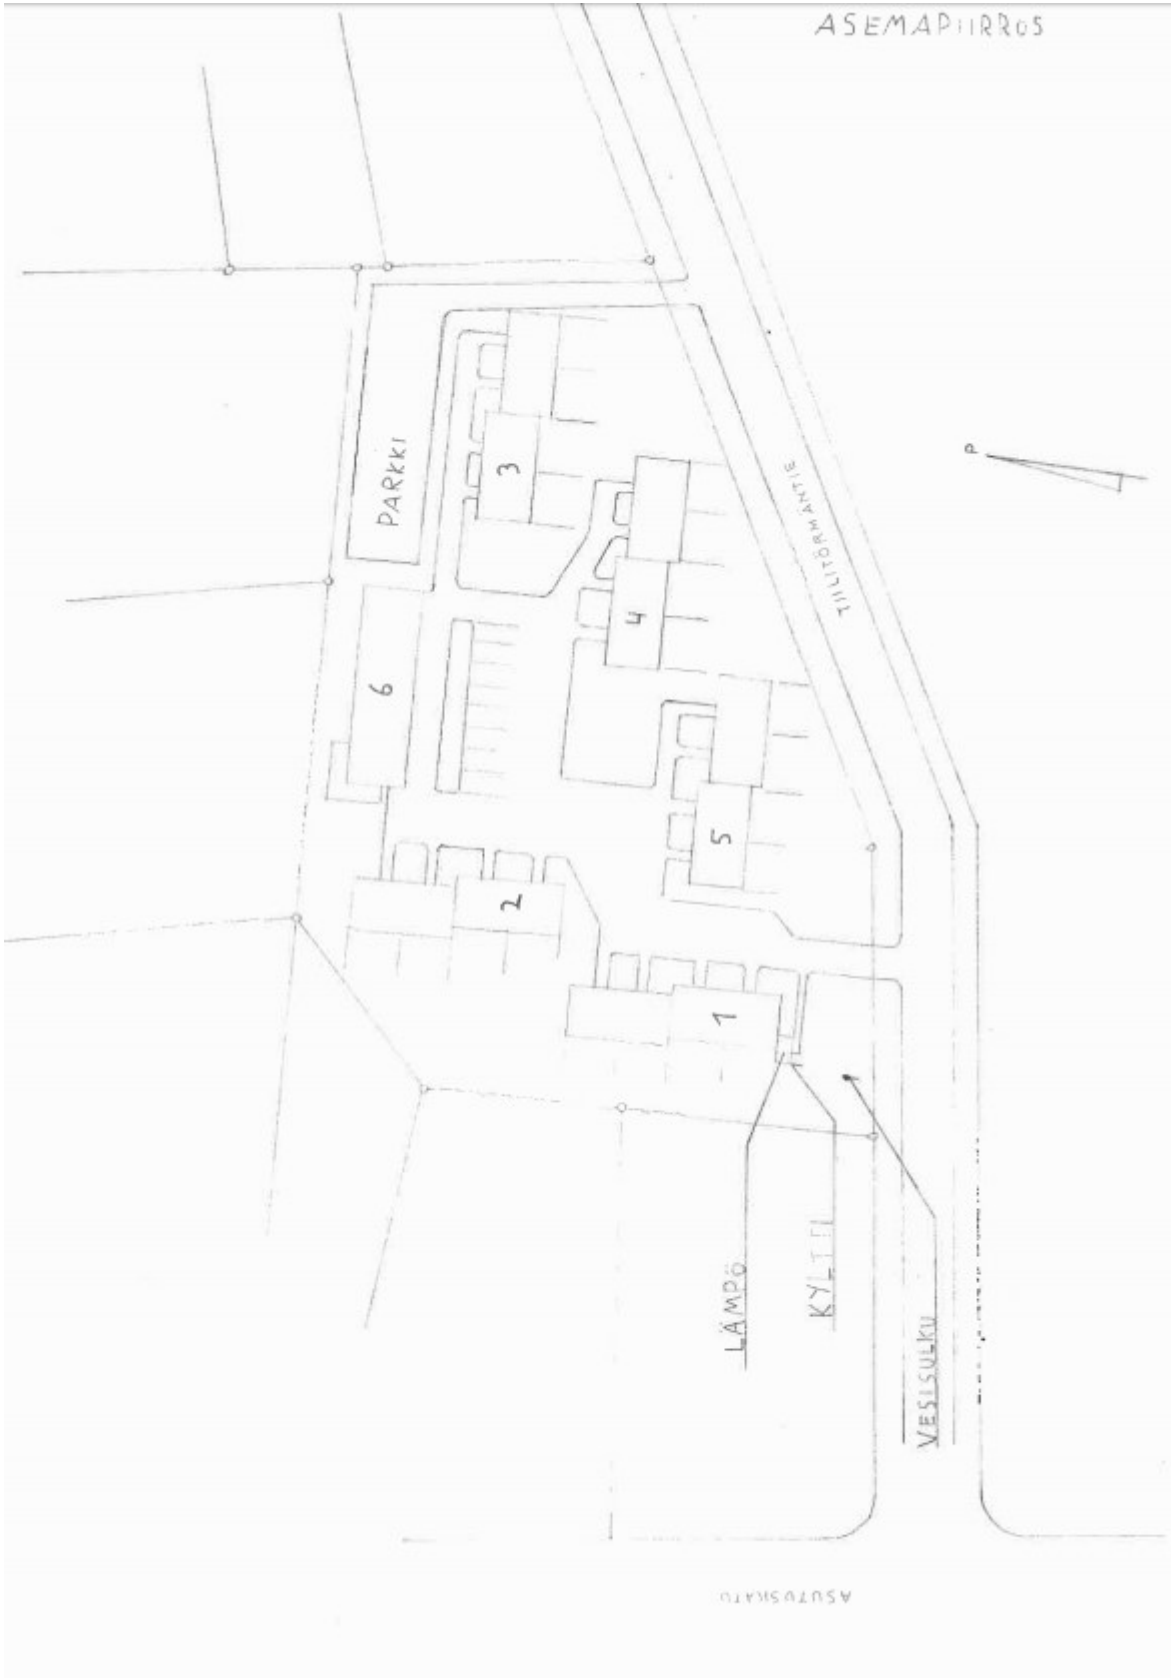 ASEMAPIIRROS
P
PARKKI
3
TIILITÖRMÄNTIE
4
6
5
2
1
LÄMPÖ
KYLTTI
VESISULKU
ASUTUSKATU